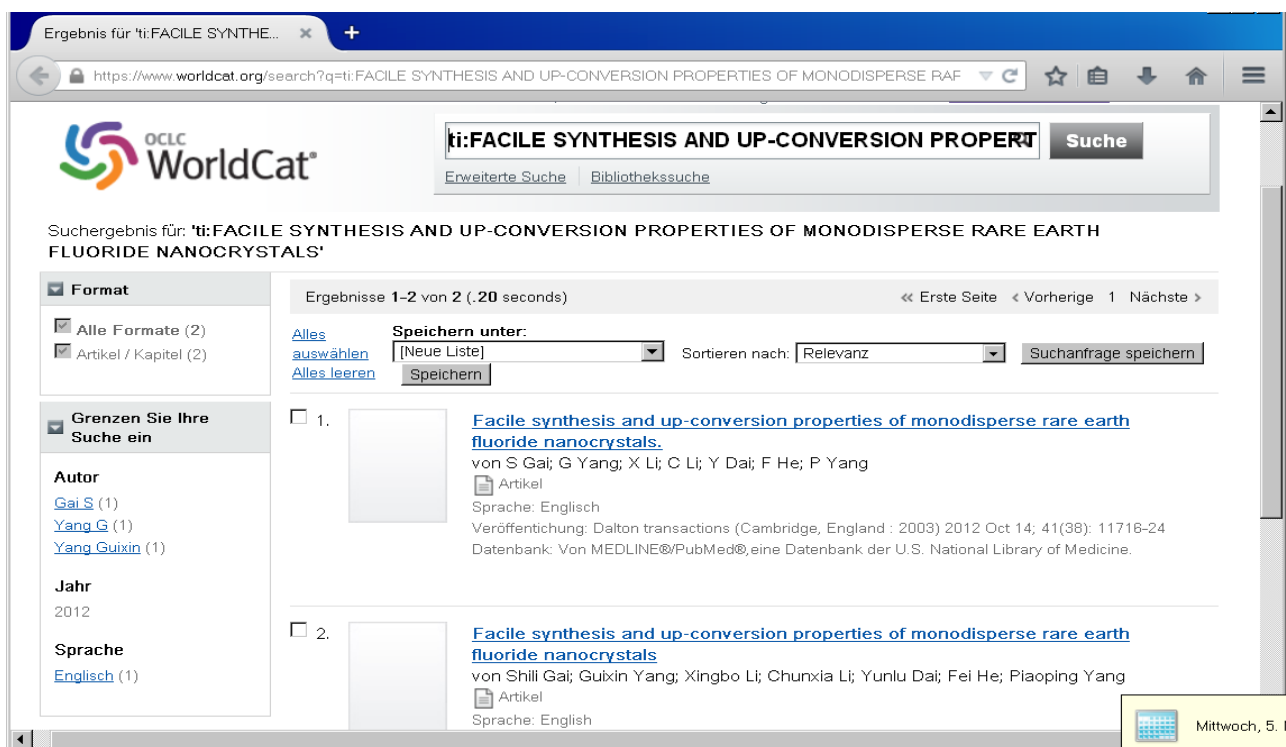 Ergebnis für 'ti:FACILE SYNTHE...
https://www.worldcat.org/search?q=ti:FACILE SYNTHESIS AND UP-CONVERSION PROPERTIES OF MONODISPERSE RAF
OCLC
WorldCat®
ti:FACILE SYNTHESIS AND UP-CONVERSION PROPERT
Suche
Erweiterte Suche Bibliothekssuche
Suchergebnis für: 'ti:FACILE SYNTHESIS AND UP-CONVERSION PROPERTIES OF MONODISPERSE RARE EARTH
FLUORIDE NANOCRYSTALS'
Format
Alle Formate (2)
Artikel / Kapitel (2)
Grenzen Sie Ihre
Suche ein
Autor
Gai S (1)
Yang G (1)
Yang Guixin (1)
Jahr
2012
Sprache
Englisch (1)
Ergebnisse 1-2 von 2 (.20 seconds)
« Erste Seite < Vorherige 1 Nächste >
Alles
auswählen
Alles leeren
Speichern unter:
[Neue Liste]
Speichern
Sortieren nach: Relevanz
Suchanfrage speichern
1.
Facile synthesis and up-conversion properties of monodisperse rare earth
fluoride nanocrystals.
von S Gai; G Yang; X Li; C Li; Y Dai; F He; P Yang
Artikel
Sprache: Englisch
Veröffentichung: Dalton transactions (Cambridge, England : 2003) 2012 Oct 14; 41(38): 11716-24
Datenbank: Von MEDLINE®/PubMed®,eine Datenbank der U.S. National Library of Medicine.
2.
Facile synthesis and up-conversion properties of monodisperse rare earth
fluoride nanocrystals
von Shili Gai; Guixin Yang; Xingbo Li; Chunxia Li; Yunlu Dai; Fei He; Piaoping Yang
Artikel
Sprache: English
Mittwoch, 5.